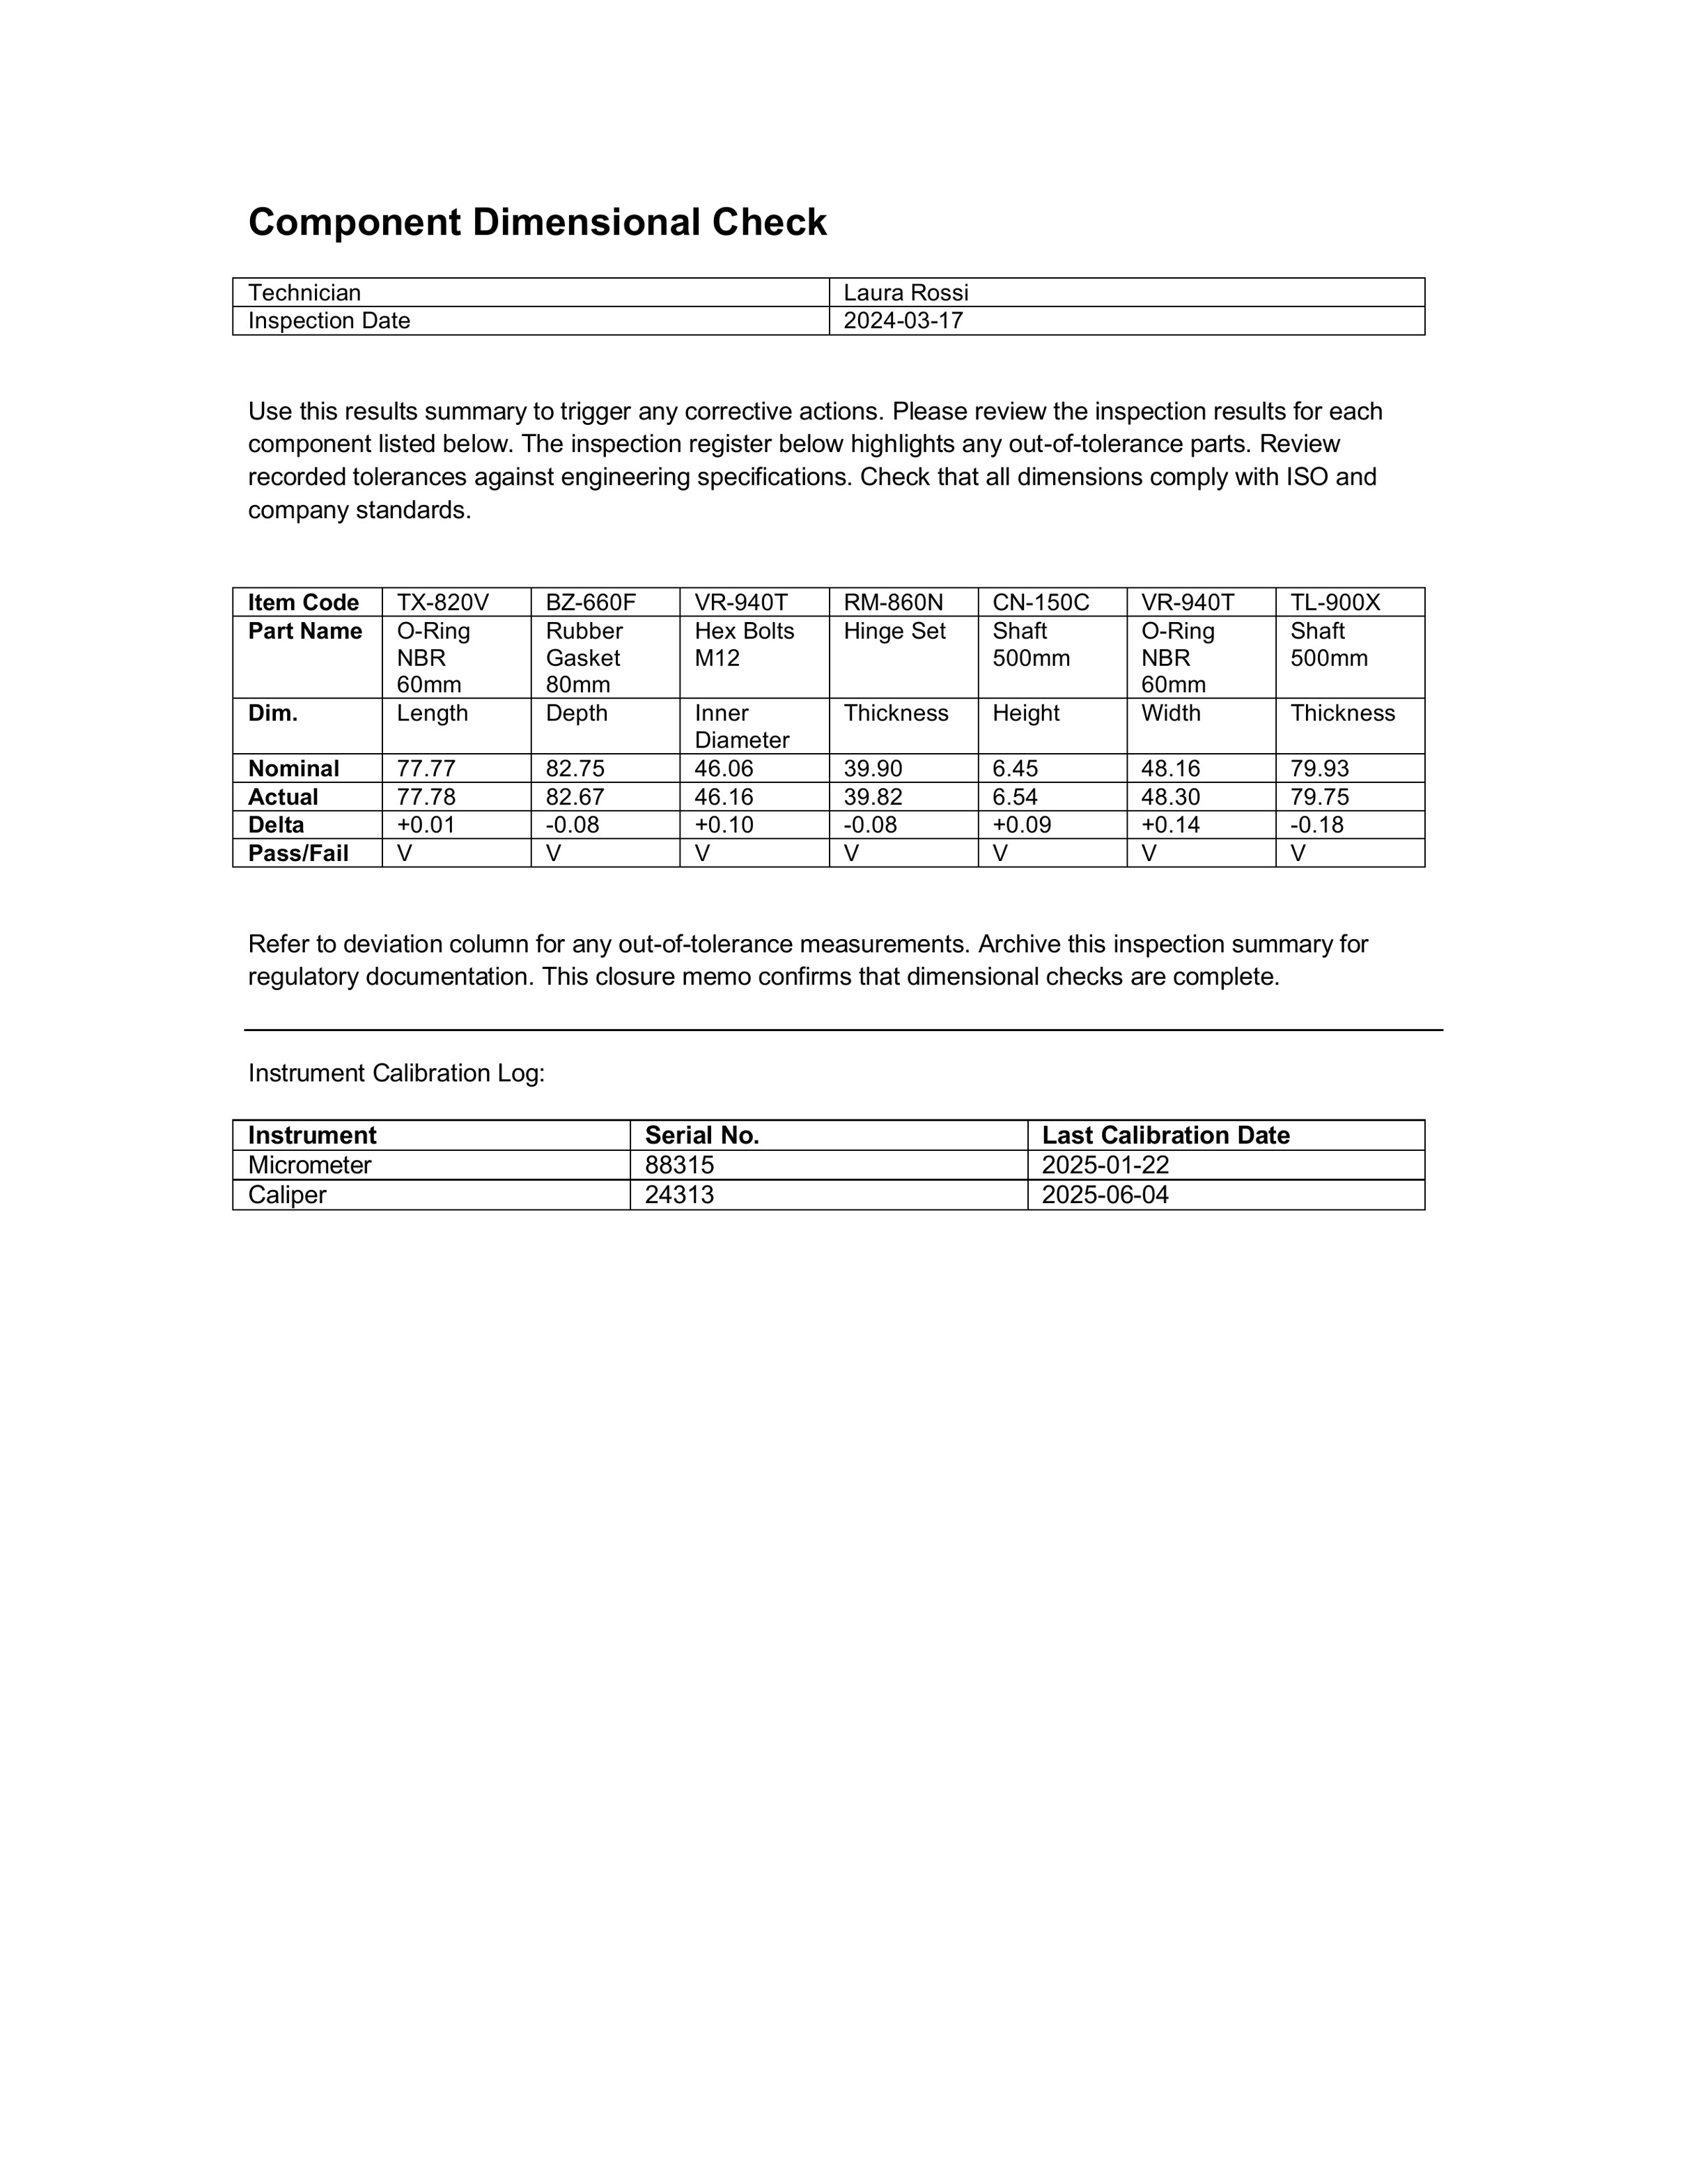 Component Dimensional Check
Technician Laura Rossi
Inspection Date 2024-03-17
Use this results summary to trigger any corrective actions. Please review the inspection results for each
component listed below. The inspection register below highlights any out-of-tolerance parts. Review
recorded tolerances against engineering specifications. Check that all dimensions comply with ISO and
company standards.
Item Code TX-820V BZ-660F VR-940T RM-860N CN-150C VR-940T TL-900X
Part Name O-Ring Rubber Hex Bolts Hinge Set Shaft O-Ring Shaft
NBR Gasket M12 500mm NBR 500mm
60mm 80mm 60mm
Dim. Length Depth Inner Thickness Height Width Thickness
Diameter
Nominal 77.77 82.75 46.06 39.90 6.45 48.16 79.93
Actual 77.78 82.67 46.16 39.82 6.54 48.30 79.75
Delta +0.01 -0.08 +0.10 -0.08 +0.09 +0.14 -0.18
Pass/Fail V V V V V V V
Refer to deviation column for any out-of-tolerance measurements. Archive this inspection summary for
regulatory documentation. This closure memo confirms that dimensional checks are complete.
Instrument Calibration Log:
Instrument Serial No. Last Calibration Date
Micrometer 88315 2025-01-22
Caliper 24313 2025-06-04